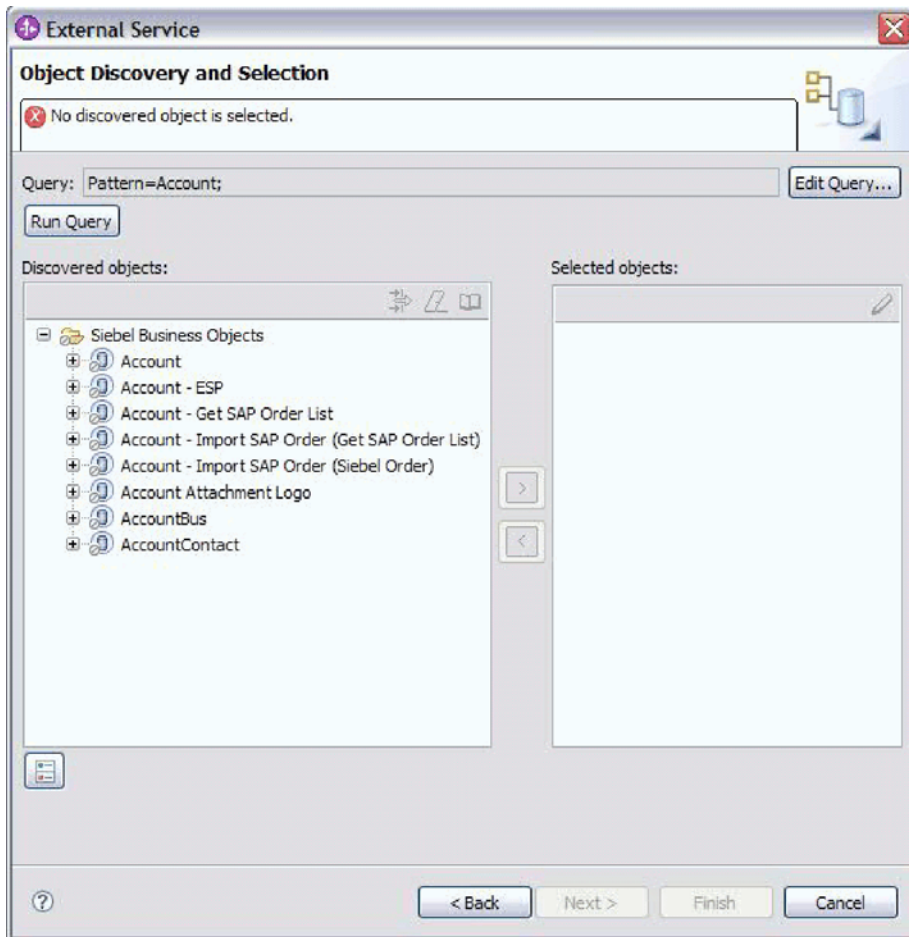 External Service
Object Discovery and Selection
No discovered object is selected.
Query: Pattern=Account; Edit Query...
Run Query
Discovered objects: Selected objects:
Siebel Business Objects
Account
Account - ESP
Account - Get SAP Order List
Account - Import SAP Order (Get SAP Order List)
Account - Import SAP Order (Siebel Order)
Account Attachment Logo
AccountBus
AccountContact
< Back Next > Finish Cancel